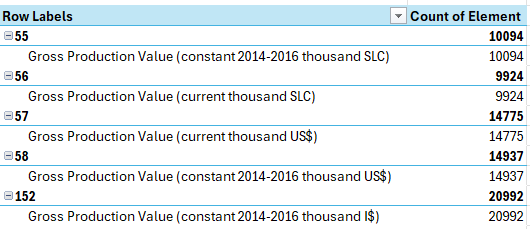 Row Labels Count of Element
55 10094
Gross Production Value (constant 2014-2016 thousand SLC) 10094
56 9924
Gross Production Value (current thousand SLC) 9924
57 14775
Gross Production Value (current thousand US$) 14775
58 14937
Gross Production Value (constant 2014-2016 thousand US$) 14937
152 20992
Gross Production Value (constant 2014-2016 thousand I$) 20992